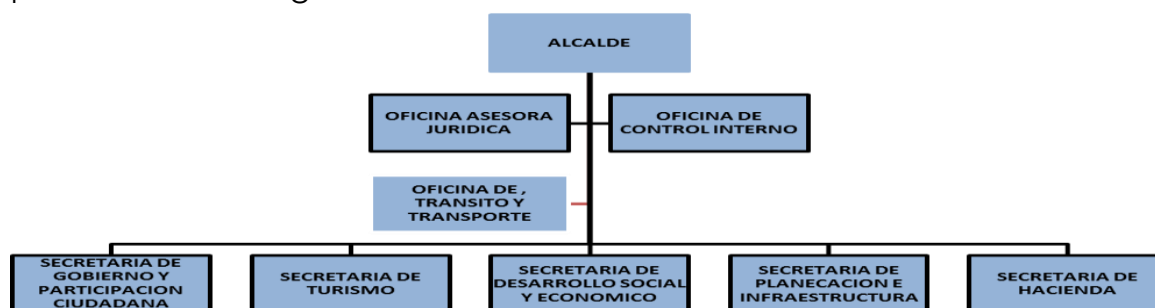 ALCALDE
OFICINA ASESORA
JURIDICA
OFICINA DE
CONTROL INTERNO
OFICINA DE ,
TRANSITO Y
TRANSPORTE
SECRETARIA DE
GOBIERNO Y
PARTICIPACION
CIUDADANA
SECRETARIA DE
TURISMO
SECRETARIA DE
DESARROLLO SOCIAL
Y ECONOMICO
SECRETARIA DE
PLANECACION E
INFRAESTRUCTURA
SECRETARIA DE
HACIENDA